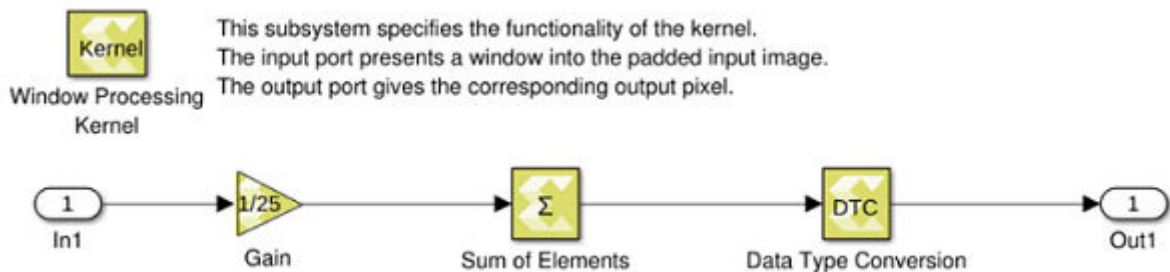 Kernel
Window Processing
Kernel
This subsystem specifies the functionality of the kernel.
The input port presents a window into the padded input image.
The output port gives the corresponding output pixel.
1
In1
1/25
Gain
Σ
Sum of Elements
DTC
Data Type Conversion
1
Out1